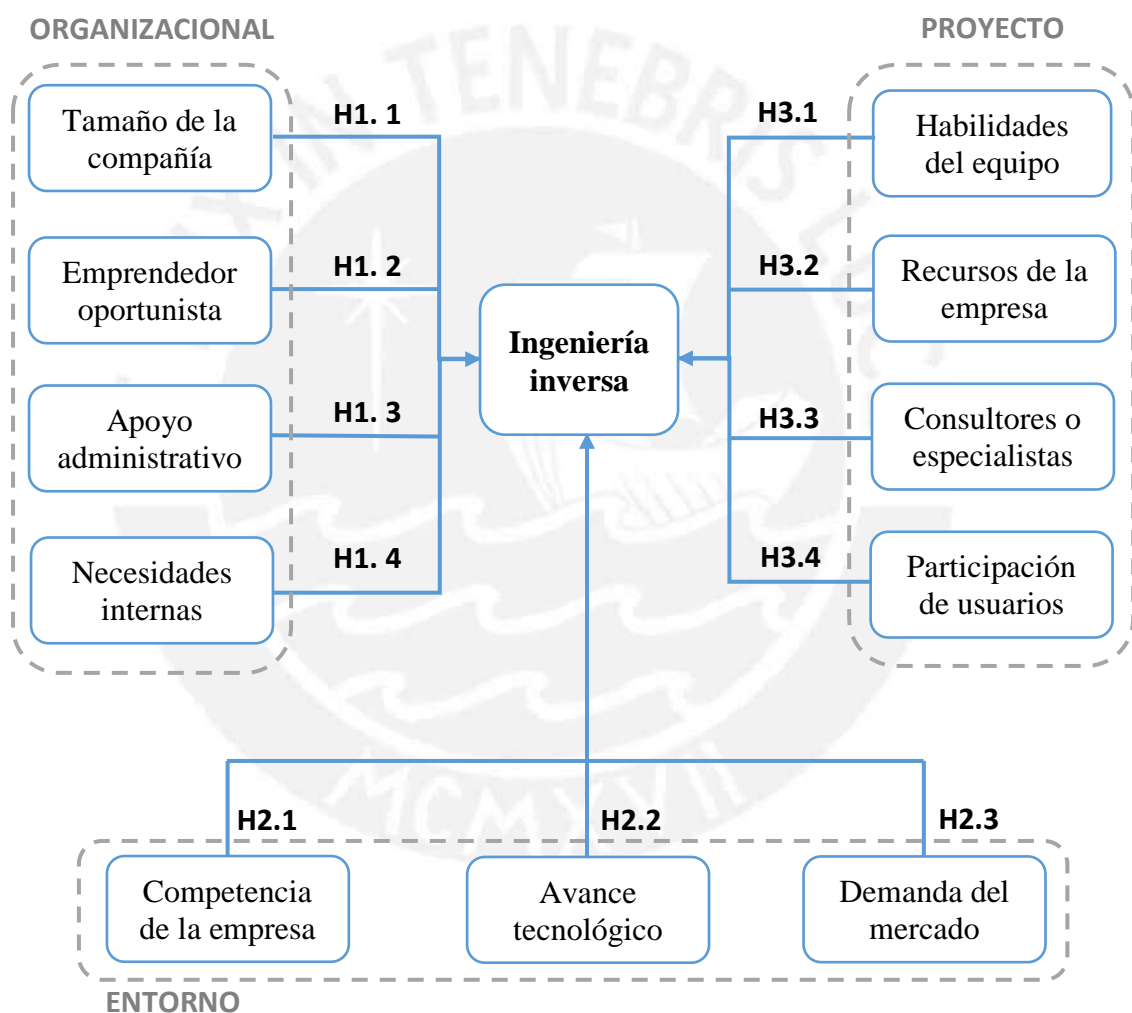 ORGANIZACIONAL
Tamaño de la
compañía
H1. 1
Emprendedor
oportunista
H1. 2
Apoyo
administrativo
H1. 3
Necesidades
internas
H1. 4
Ingeniería
inversa
PROYECTO
H3.1
Habilidades
del equipo
H3.2
Recursos de la
empresa
H3.3
Consultores o
especialistas
H3.4
Participación
de usuarios
H2.1
H2.2
H2.3
Competencia
de la empresa
Avance
tecnológico
Demanda del
mercado
ENTORNO
IN TENEBRIS
MCMXVII